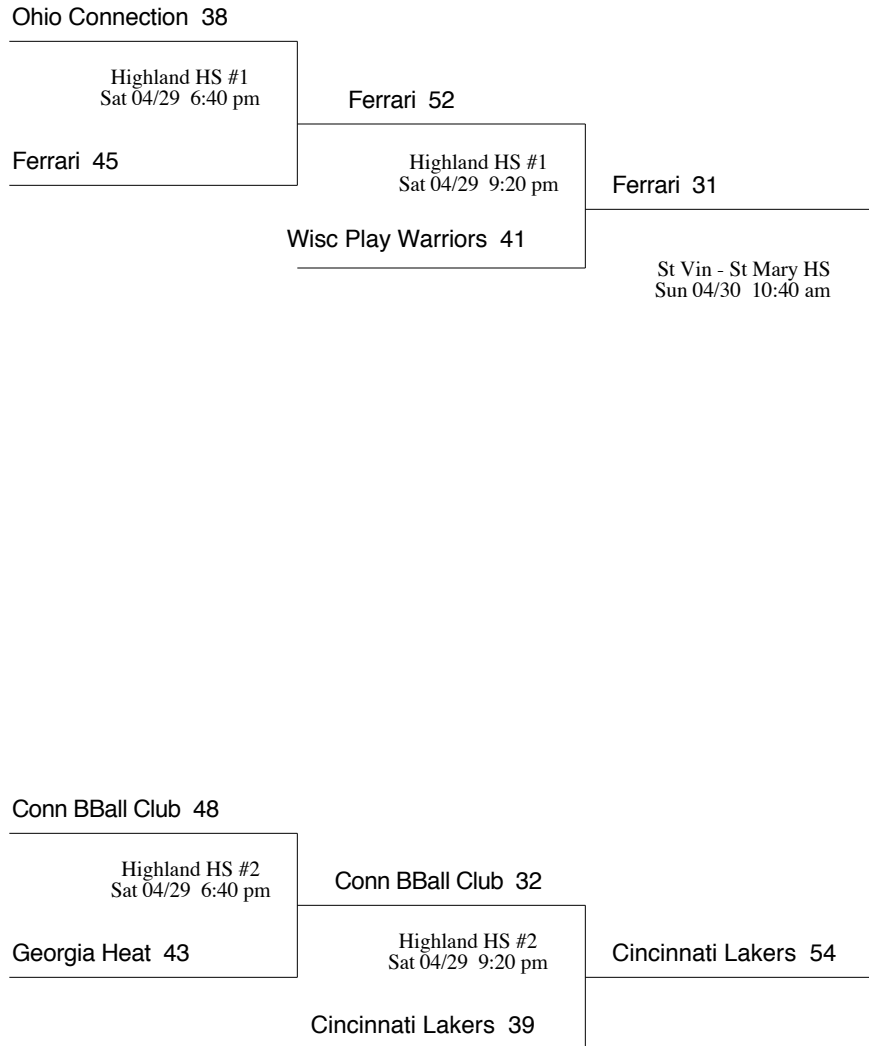 Ohio Connection 38
Highland HS #1
Sat 04/29 6:40 pm
Ferrari 52
Ferrari 45
Highland HS #1
Sat 04/29 9:20 pm
Ferrari 31
Wisc Play Warriors 41
St Vin - St Mary HS
Sun 04/30 10:40 am
Conn BBall Club 48
Highland HS #2
Sat 04/29 6:40 pm
Conn BBall Club 32
Georgia Heat 43
Highland HS #2
Sat 04/29 9:20 pm
Cincinnati Lakers 54
Cincinnati Lakers 39